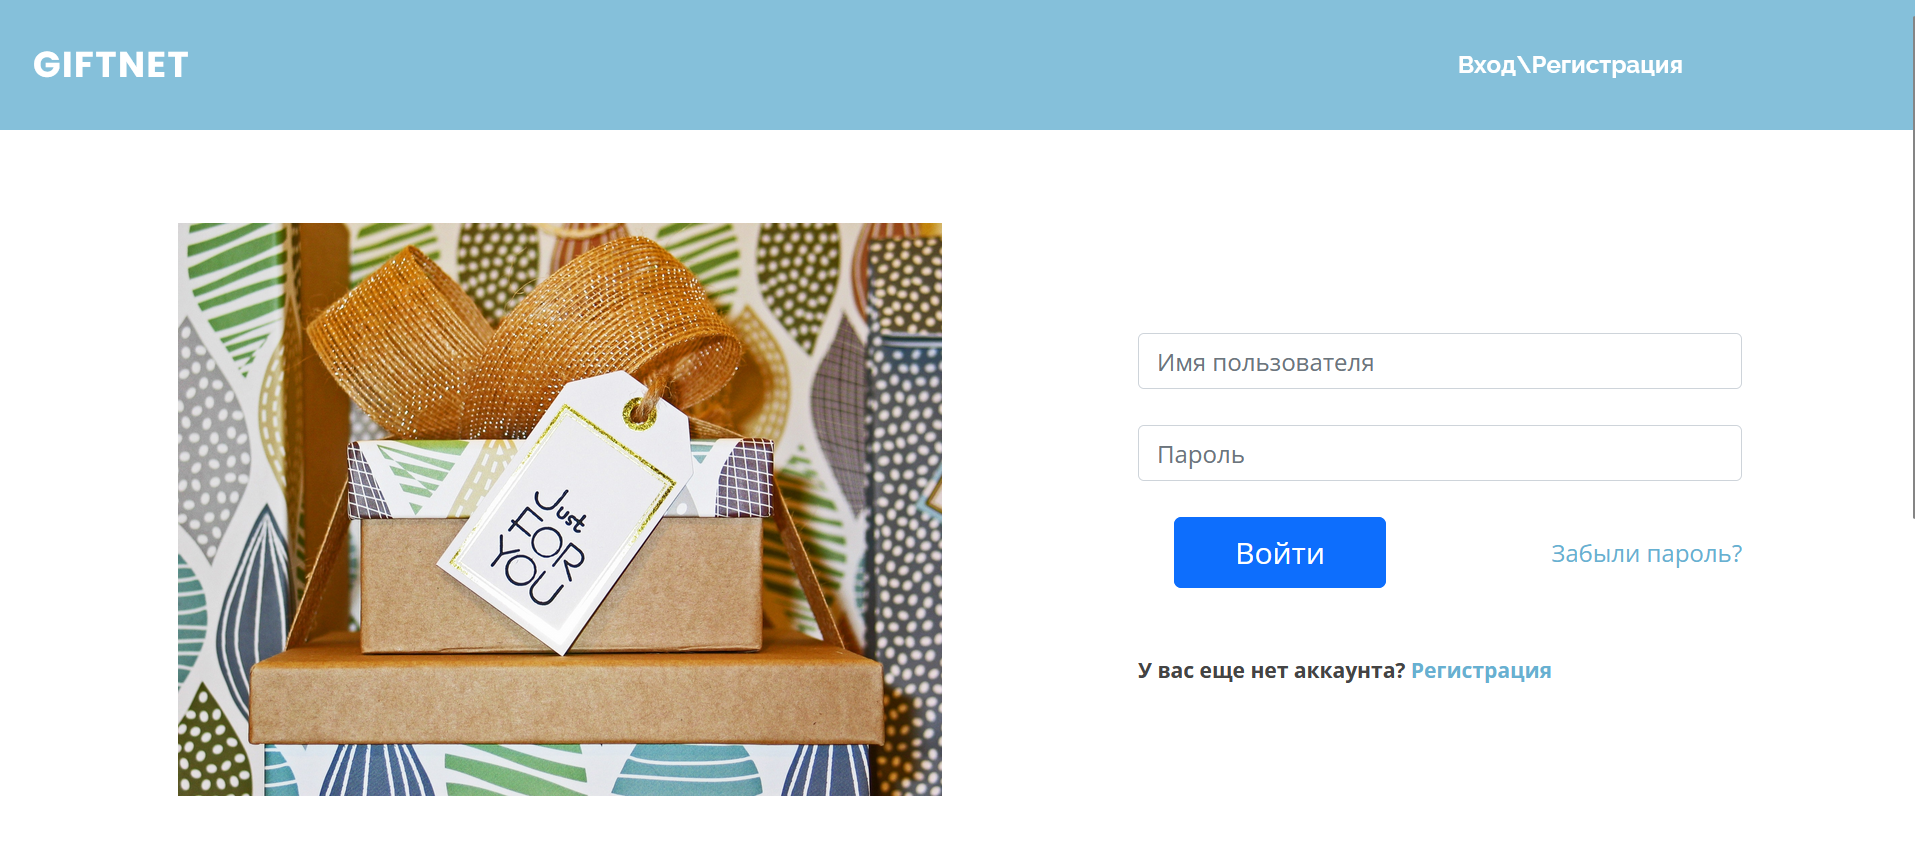 GIFTNET
Вход\Регистрация
Just
FOR
YOU
Имя пользователя
Пароль
Войти
Забыли пароль?
У вас еще нет аккаунта? Регистрация